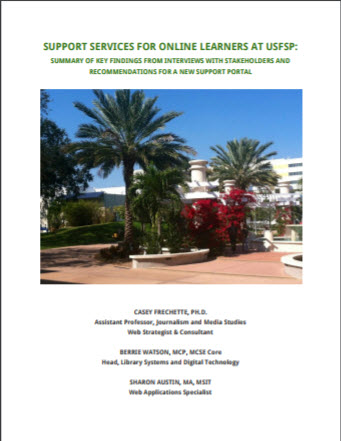 SUPPORT SERVICES FOR ONLINE LEARNERS AT USFSP:
SUMMARY OF KEY FINDINGS FROM INTERVIEWS WITH STAKEHOLDERS AND
RECOMMENDATIONS FOR A NEW SUPPORT PORTAL
CASEY FRECHETTE, PH.D.
Assistant Professor, Journalism and Media Studies
Web Strategist & Consultant
BERRIE WATSON, MCP, MCSE Core
Head, Library Systems and Digital Technology
SHARON AUSTIN, MA, MSIT
Web Applications Specialist